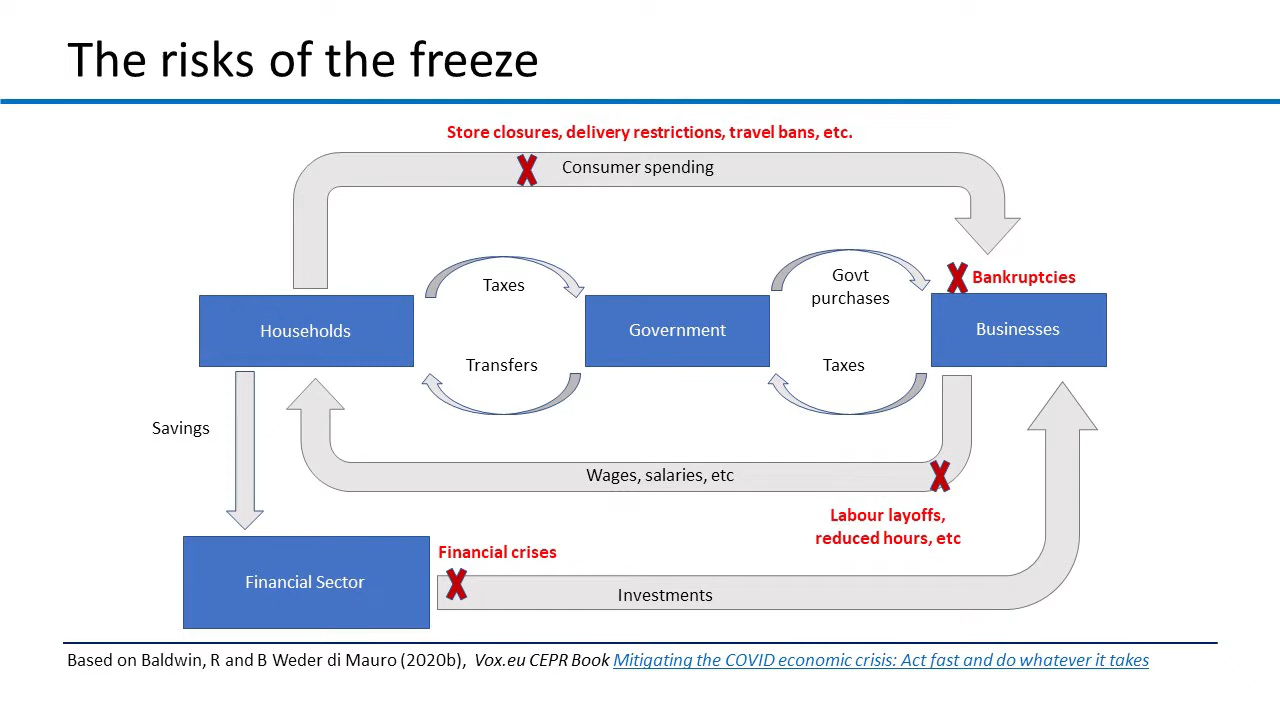 The risks of the freeze
Store closures, delivery restrictions, travel bans, etc.
Consumer spending
Taxes
Govt
purchases
Bankruptcies
Households
Government
Businesses
Transfers
Taxes
Savings
Wages, salaries, etc
Labour layoffs,
reduced hours, etc
Financial crises
Financial Sector
Investments
Based on Baldwin, R and B Weder di Mauro (2020b), Vox.eu CEPR Book Mitigating the COVID economic crisis: Act fast and do whatever it takes